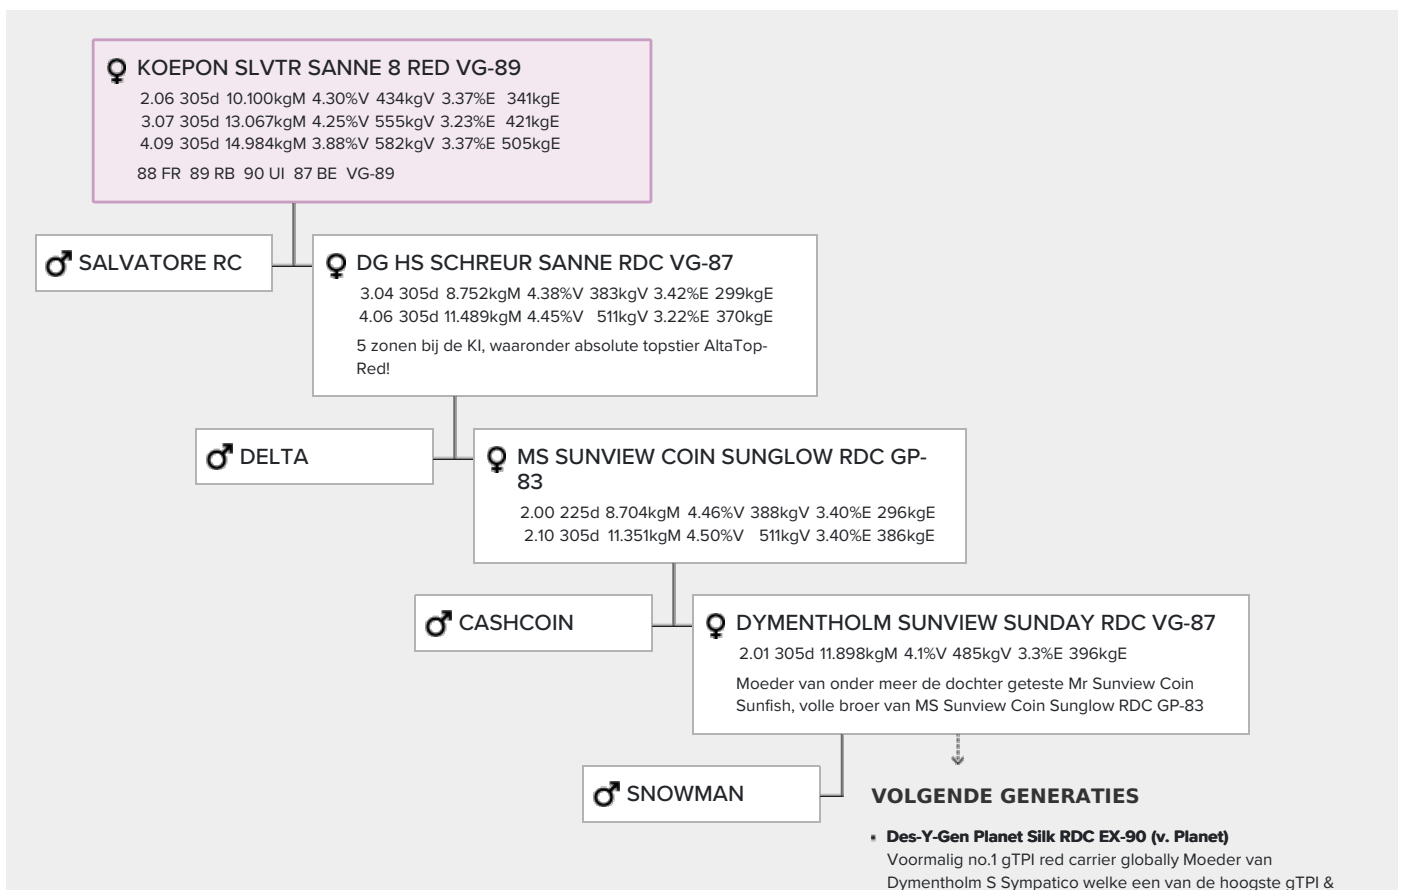 KOEPON SLVTR SANNE 8 RED VG-89
2.06 305d 10.100kgM 4.30%V 434kgV 3.37%E 341kgE
3.07 305d 13.067kgM 4.25%V 555kgV 3.23%E 421kgE
4.09 305d 14.984kgM 3.88%V 582kgV 3.37%E 505kgE
88 FR 89 RB 90 UI 87 BE VG-89
SALVATORE RC
DG HS SCHREUR SANNE RDC VG-87
3.04 305d 8.752kgM 4.38%V 383kgV 3.42%E 299kgE
4.06 305d 11.489kgM 4.45%V 511kgV 3.22%E 370kgE
5 zonen bij de KI, waaronder absolute topstier AltaTop-
Red!
DELTA
MS SUNVIEW COIN SUNGLOW RDC GP-
83
2.00 225d 8.704kgM 4.46%V 388kgV 3.40%E 296kgE
2.10 305d 11.351kgM 4.50%V 511kgV 3.40%E 386kgE
CASHCOIN
DYMENTHOLM SUNVIEW SUNDAY RDC VG-87
2.01 305d 11.898kgM 4.1%V 485kgV 3.3%E 396kgE
Moeder van onder meer de dochter geteste Mr Sunview Coin
Sunfish, volle broer van MS Sunview Coin Sunglow RDC GP-83
SNOWMAN
VOLGENDE GENERATIES
Des-Y-Gen Planet Silk RDC EX-90 (v. Planet)
Voormalig no.1 gTPI red carrier globally Moeder van
Dymentholm S Sympatico welke een van de hoogste gTPI &